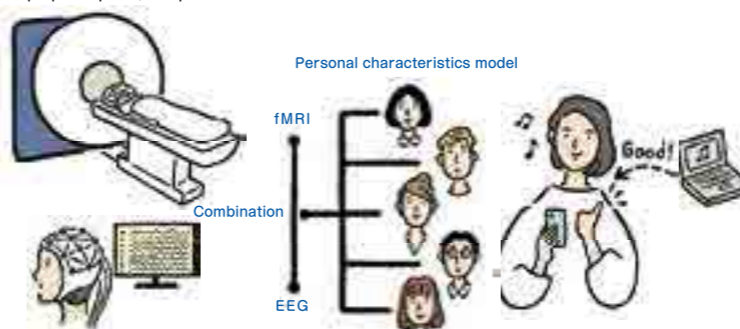 Personal characteristics model
fMRI
Good!
Combination
EEG